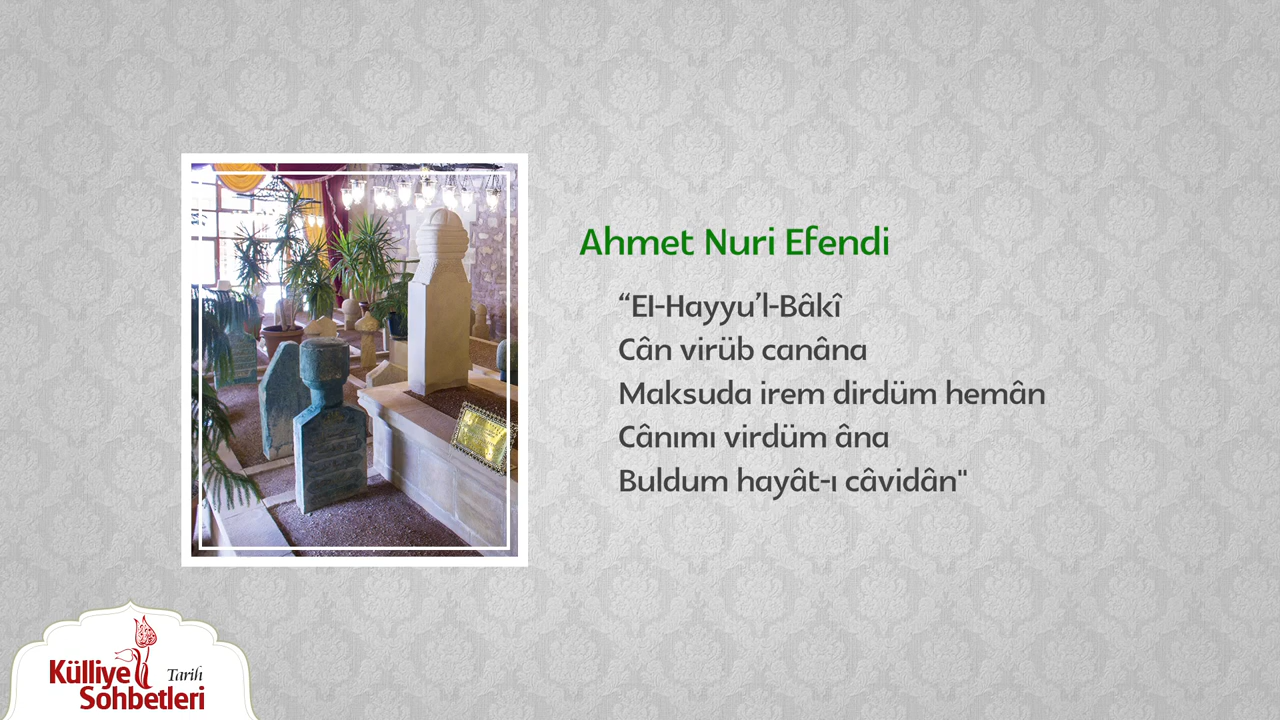 Ahmet Nuri Efendi
“El-Hayyu’l-Bâkî
Cân virüb canâna
Maksuda irem dirdüm hemân
Cânımı virdüm âna
Buldum hayât-ı câvidân"
Külliye
Tarih
Sohbetleri